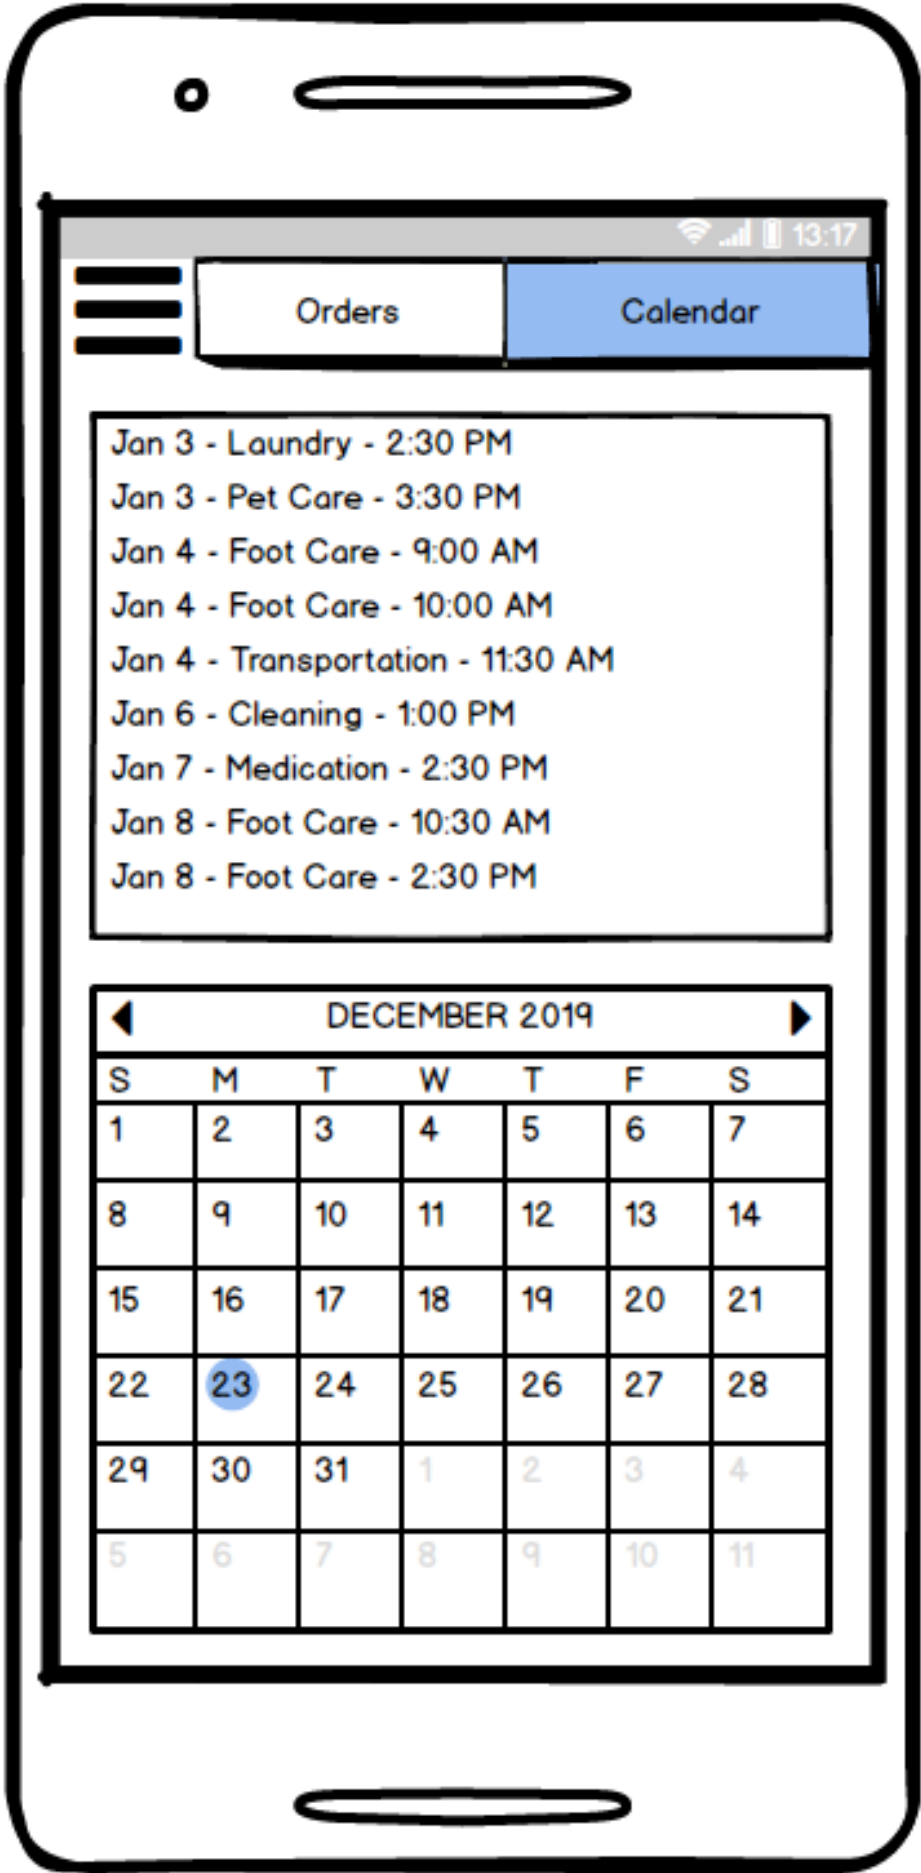 13:17
Orders Calendar
Jan 3 - Laundry - 2:30 PM
Jan 3 - Pet Care - 3:30 PM
Jan 4 - Foot Care - 9:00 AM
Jan 4 - Foot Care - 10:00 AM
Jan 4 - Transportation - 11:30 AM
Jan 6 - Cleaning - 1:00 PM
Jan 7 - Medication - 2:30 PM
Jan 8 - Foot Care - 10:30 AM
Jan 8 - Foot Care - 2:30 PM
DECEMBER 2019
S M T W T F S
1 2 3 4 5 6 7
8 9 10 11 12 13 14
15 16 17 18 19 20 21
22 23 24 25 26 27 28
29 30 31 1 2 3 4
5 6 7 8 9 10 11